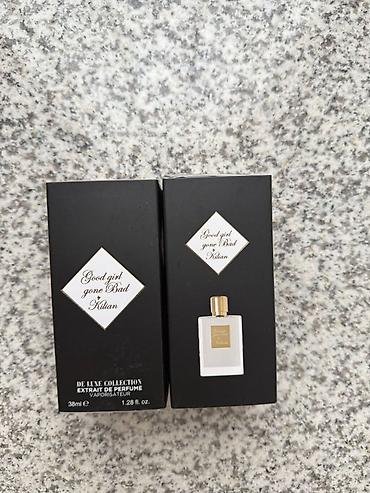 Good girl
gone Bad
Kilian
DE LUXE COLLECTION
EXTRAIT DE PERFUME
VAPORISATEUR
38ml ℮ 1.28 fl. oz.
Good girl
gone Bad
Kilian